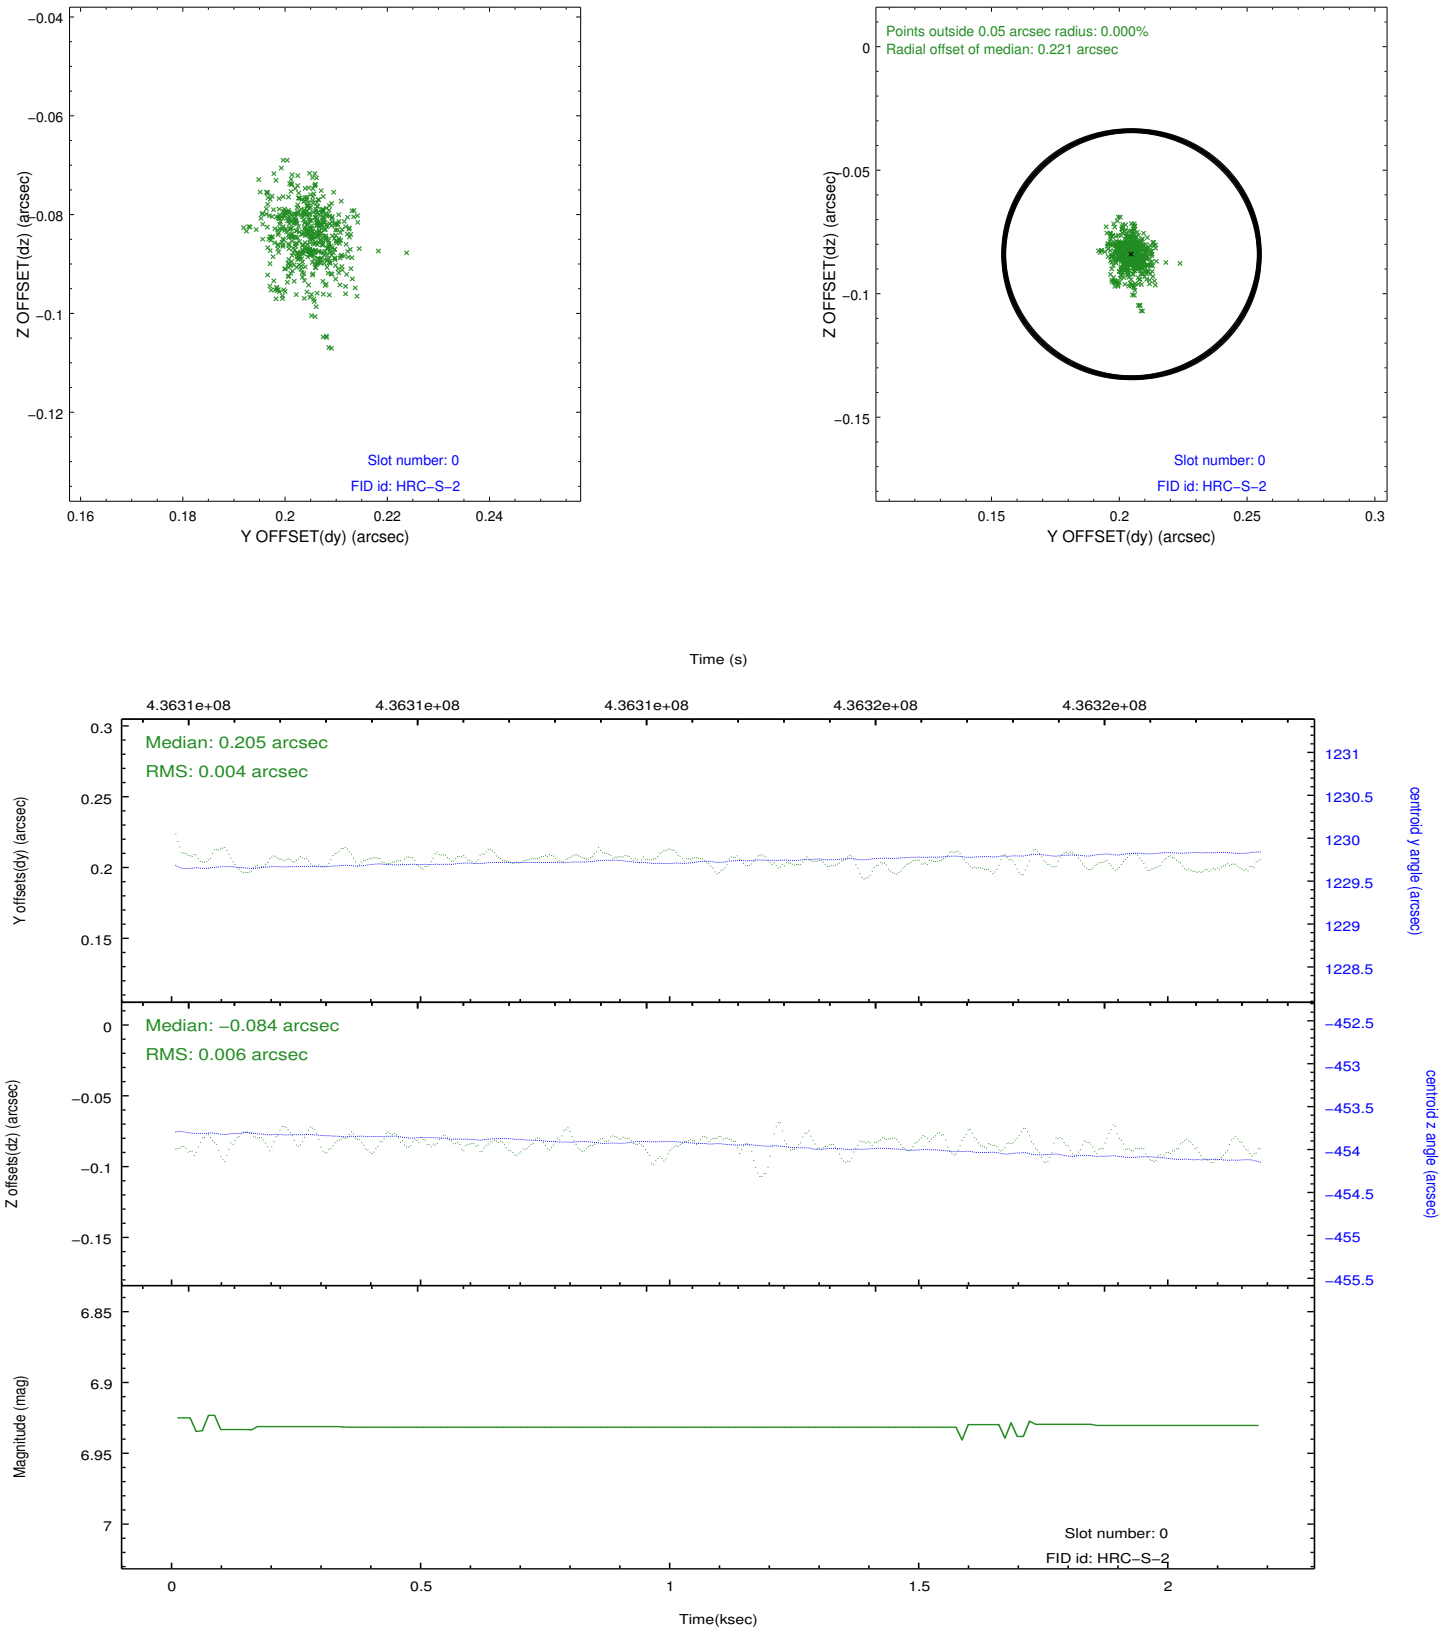 −0.04
−0.06
−0.08
−0.1
−0.12
Z OFFSET(dz) (arcsec)
Slot number: 0
FID id: HRC−S−2
0.16 0.18 0.2 0.22 0.24
Y OFFSET(dy) (arcsec)
Points outside 0.05 arcsec radius: 0.000%
Radial offset of median: 0.221 arcsec
0
−0.05
−0.1
−0.15
Z OFFSET(dz) (arcsec)
Slot number: 0
FID id: HRC−S−2
0.15 0.2 0.25 0.3
Y OFFSET(dy) (arcsec)
Time (s)
4.3631e+08 4.3631e+08 4.3631e+08 4.3632e+08 4.3632e+08
Median: 0.205 arcsec
RMS: 0.004 arcsec
0.3
0.25
0.2
0.15
Y offsets(dy) (arcsec)
1231
1230.5
1230
1229.5
1229
1228.5
centroid y angle (arcsec)
Median: −0.084 arcsec
RMS: 0.006 arcsec
0
−0.05
−0.1
−0.15
Z offsets(dz) (arcsec)
−452.5
−453
−453.5
−454
−454.5
−455
−455.5
centroid z angle (arcsec)
6.85
6.9
6.95
7
Magnitude (mag)
Slot number: 0
FID id: HRC−S−2
0 0.5 1 1.5 2
Time(ksec)